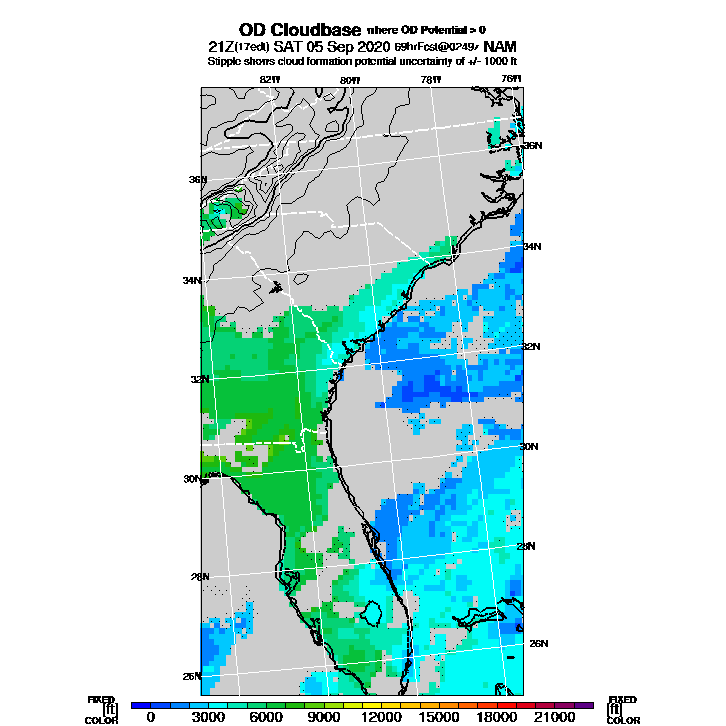 OD Cloudbase where OD Potential > 0
21Z(17edt) SAT 05 Sep 2020 69hrFcst@0249z NAM
Stipple shows cloud formation potential uncertainty of +/- 1000 ft
82W 80W 78W 76W
36N 36N
34N 34N
32N 32N
30N 30N
28N 28N
26N 26N
FIXED FIXED
[ft] 0 3000 6000 9000 12000 15000 18000 21000 [ft]
COLOR COLOR